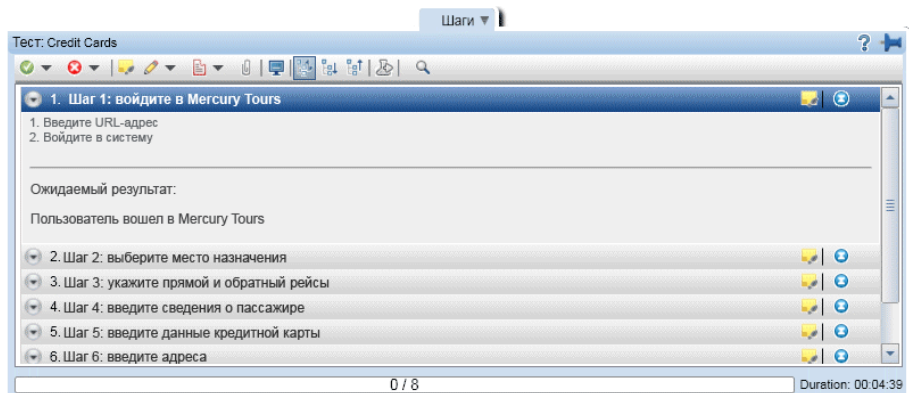 Шаги
Тест: Credit Cards
1. Шаг 1: войдите в Mercury Tours
1. Введите URL-адрес
2. Войдите в систему
Ожидаемый результат:
Пользователь вошел в Mercury Tours
2. Шаг 2: выберите место назначения
3. Шаг 3: укажите прямой и обратный рейсы
4. Шаг 4: введите сведения о пассажире
5. Шаг 5: введите данные кредитной карты
6. Шаг 6: введите адреса
0 / 8
Duration: 00:04:39